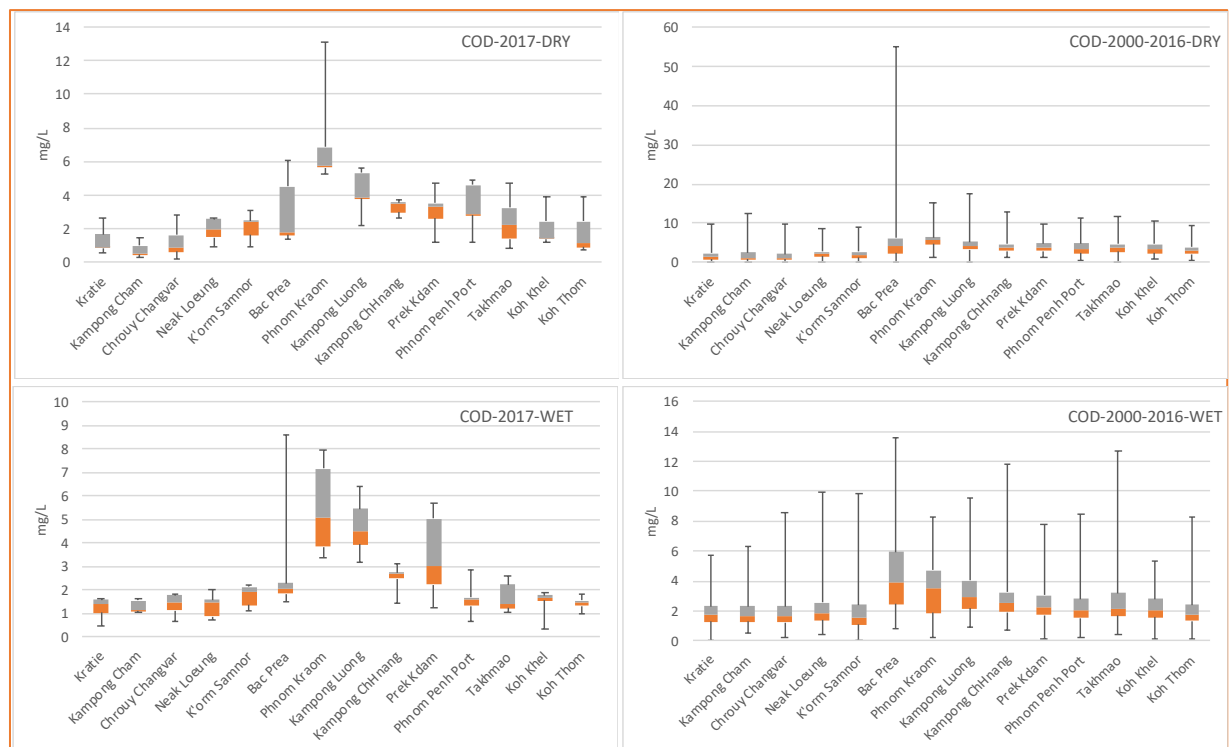 COD-2017-DRY
14
12
10
8
6
4
2
0
mg/L
Kratie
Kampong Cham
Chrouy Changvar
Neak Loeung
K'orm Samnor
Bac Prea
Phnom Kraom
Kampong Luong
Kampong ChHnang
Prek Kdam
Phnom Penh Port
Takhmao
Koh Khel
Koh Thom
COD-2000-2016-DRY
60
50
40
30
20
10
0
mg/L
Kratie
Kampong Cham
Chrouy Changvar
Neak Loeung
K'orm Samnor
Bac Prea
Phnom Kraom
Kampong Luong
Kampong ChHnang
Prek Kdam
Phnom Penh Port
Takhmao
Koh Khel
Koh Thom
COD-2017-WET
10
9
8
7
6
5
4
3
2
1
0
mg/L
Kratie
Kampong Cham
Chrouy Changvar
Neak Loeung
K'orm Samnor
Bac Prea
Phnom Kraom
Kampong Luong
Kampong ChHnang
Prek Kdam
Phnom Penh Port
Takhmao
Koh Khel
Koh Thom
COD-2000-2016-WET
16
14
12
10
8
6
4
2
0
mg/L
Kratie
Kampong Cham
Chrouy Changvar
Neak Loeung
K'orm Samnor
Bac Prea
Phnom Kraom
Kampong Luong
Kampong ChHnang
Prek Kdam
Phnom Penh Port
Takhmao
Koh Khel
Koh Thom